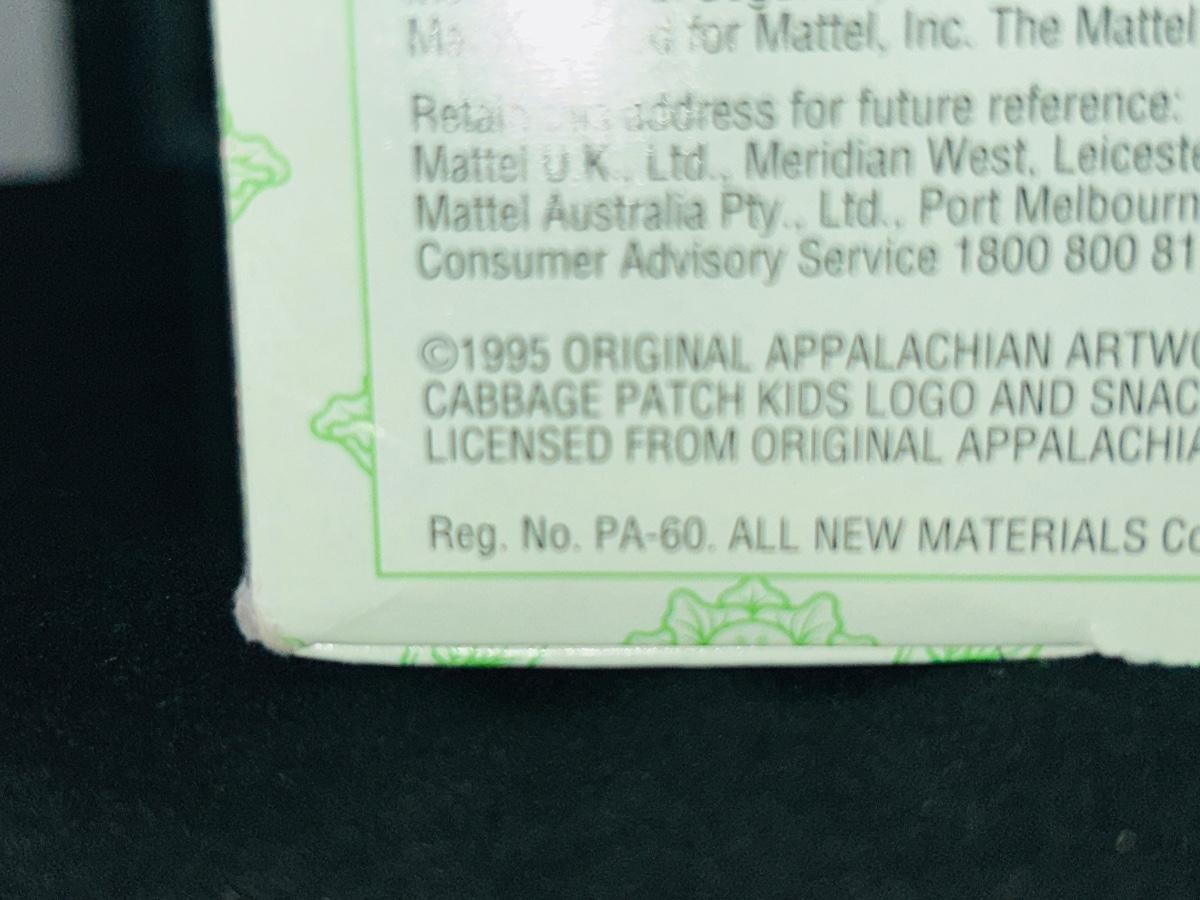 for Mattel, Inc. The Mattel
address for future reference:
Mattel U.K., Ltd., Meridian West, Leiceste
Mattel Australia Pty., Ltd., Port Melbourn
Consumer Advisory Service 1800 800 81
©1995 ORIGINAL APPALACHIAN ARTWO
CABBAGE PATCH KIDS LOGO AND SNAC
LICENSED FROM ORIGINAL APPALACHIA
Reg. No. PA-60. ALL NEW MATERIALS Co